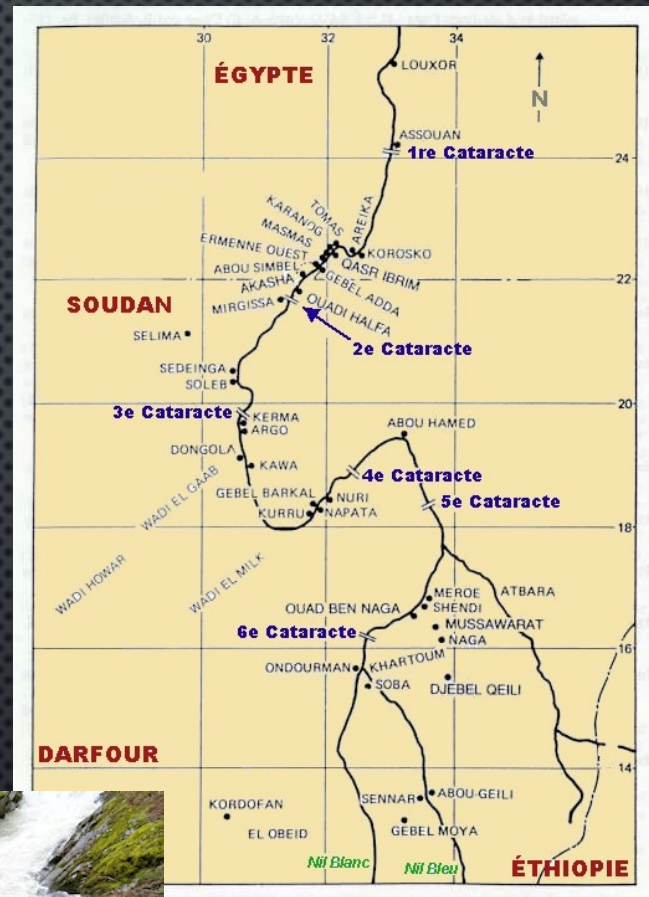 30
32
34
ÉGYPTE
LOUXOR
N
ASSOUAN
1re Cataracte
24
TOMAS
KARANOG
AREIKA
MASMAS
ERMENNE OUEST
KOROSKO
QASR IBRIM
ABOU SIMBEL
GEBEL ADDA
22
AKASHA
MIRGISSA
OUADI HALFA
SOUDAN
SELIMA
2e Cataracte
SEDEINGA
SOLEB
20
3e Cataracte
KERMA
ARGO
ABOU HAMED
DONGOLA
KAWA
WADI EL GAAB
4e Cataracte
GEBEL BARKAL
NURI
5e Cataracte
KURRU
NAPATA
18
WADI HOWAR
WADI EL MILK
MEROE
ATBARA
OUAD BEN NAGA
SHENDI
MUSSAWARAT
6e Cataracte
NAGA
16
ONDOURMAN
KHARTOUM
SOBA
DJEBEL QEILI
DARFOUR
14
KORDOFAN
SENNAR
ABOU-GEILI
EL OBEID
GEBEL MOYA
Nil Blanc
Nil Bleu
ÉTHIOPIE